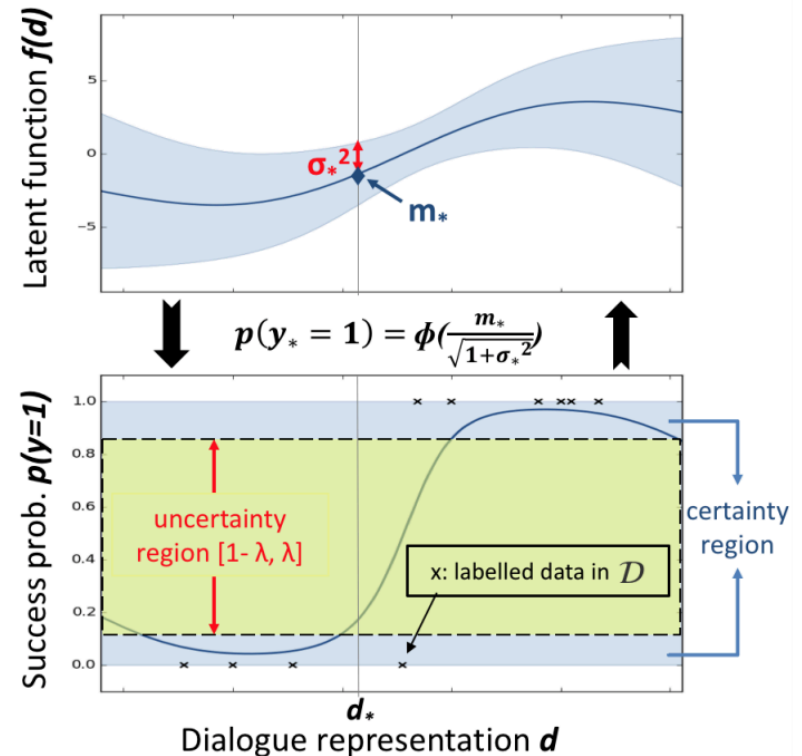 Latent function f(d)
5
0
−5
σ*²
m*
p(y* = 1) = ϕ(m*/√1+σ*²)
Success prob. p(y=1)
1.0
0.8
0.6
0.4
0.2
0.0
uncertainty
region [1- λ, λ]
x: labelled data in 𝒟
certainty
region
d*
Dialogue representation d